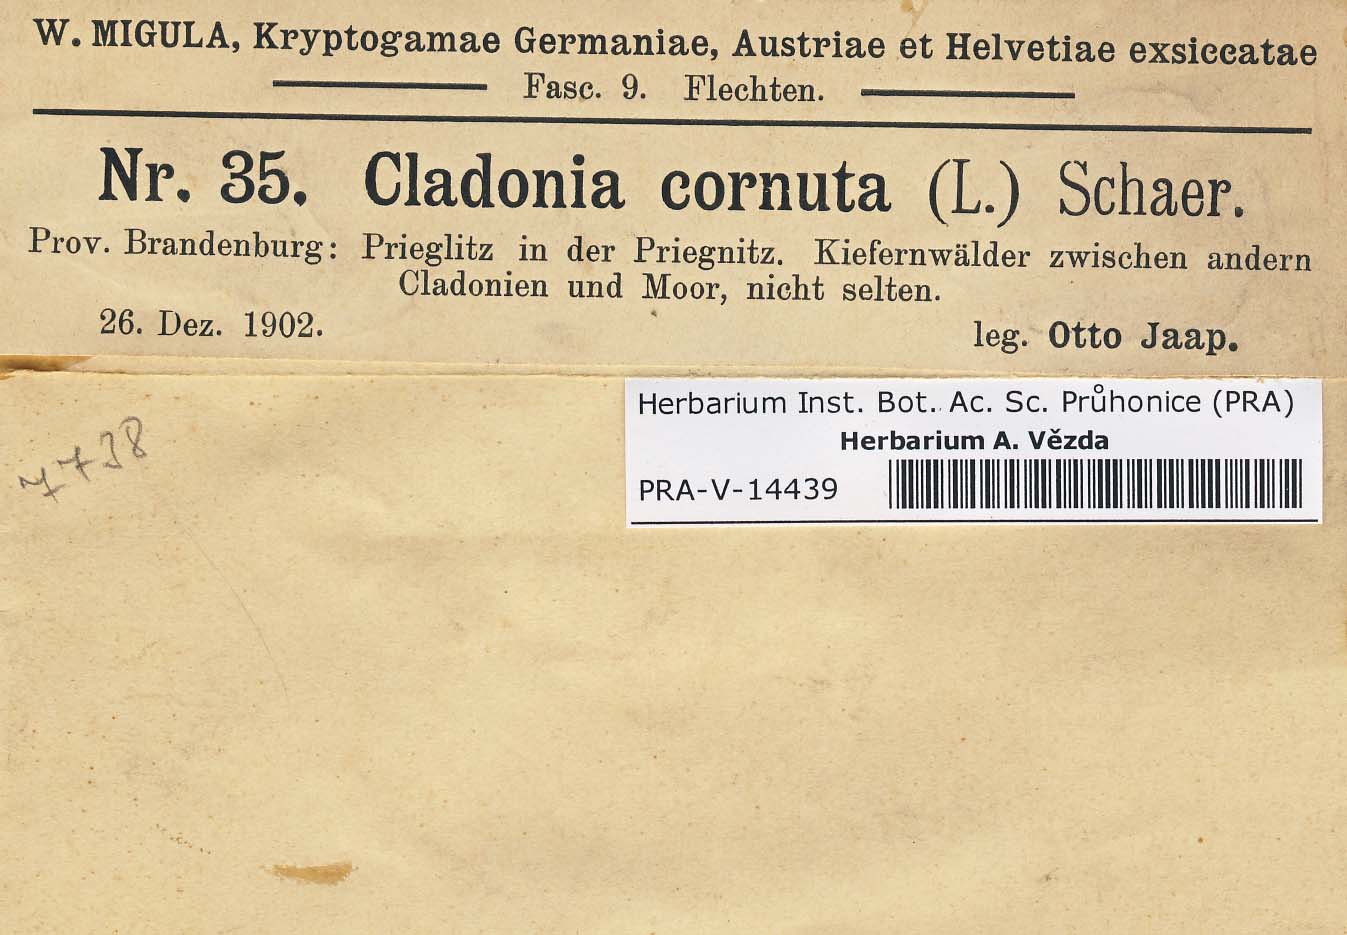 W. MIGULA, Kryptogamae Germaniae, Austriae et Helvetiae exsiccatae
Fasc. 9. Flechten.
Nr. 35. Cladonia cornuta (L.) Schaer.
Prov. Brandenburg: Prieglitz in der Priegnitz. Kiefernwälder zwischen andern
Cladonien und Moor, nicht selten.
26. Dez. 1902.
leg. Otto Jaap.
Herbarium Inst. Bot. Ac. Sc. Průhonice (PRA)
Herbarium A. Vězda
PRA-V-14439
7738